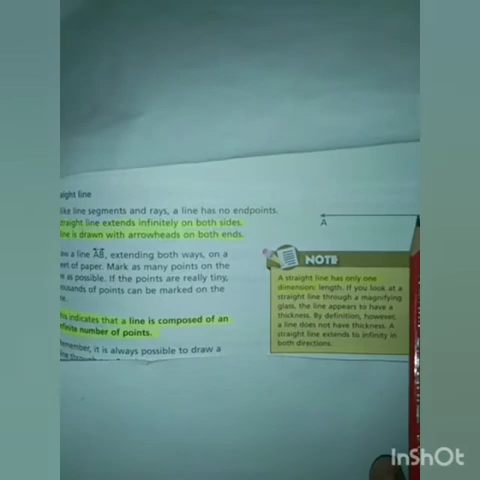 aight line
like line segments and rays, a line has no endpoints.
traight line extends infinitely on both sides.
line is drawn with arrowheads on both ends.
A
aw a line AB, extending both ways, on a
eet of paper. Mark as many points on the
as possible. If the points are really tiny,
ousands of points can be marked on the
ne.
his indicates that a line is composed of an
nfinite number of points.
Remember, it is always possible to draw a
NOTE
A straight line has only one
dimension: length. If you look at a
straight line through a magnifying
glass, the line appears to have a
thickness. By definition, however,
a line does not have thickness. A
straight line extends to infinity in
both directions.
InShOt